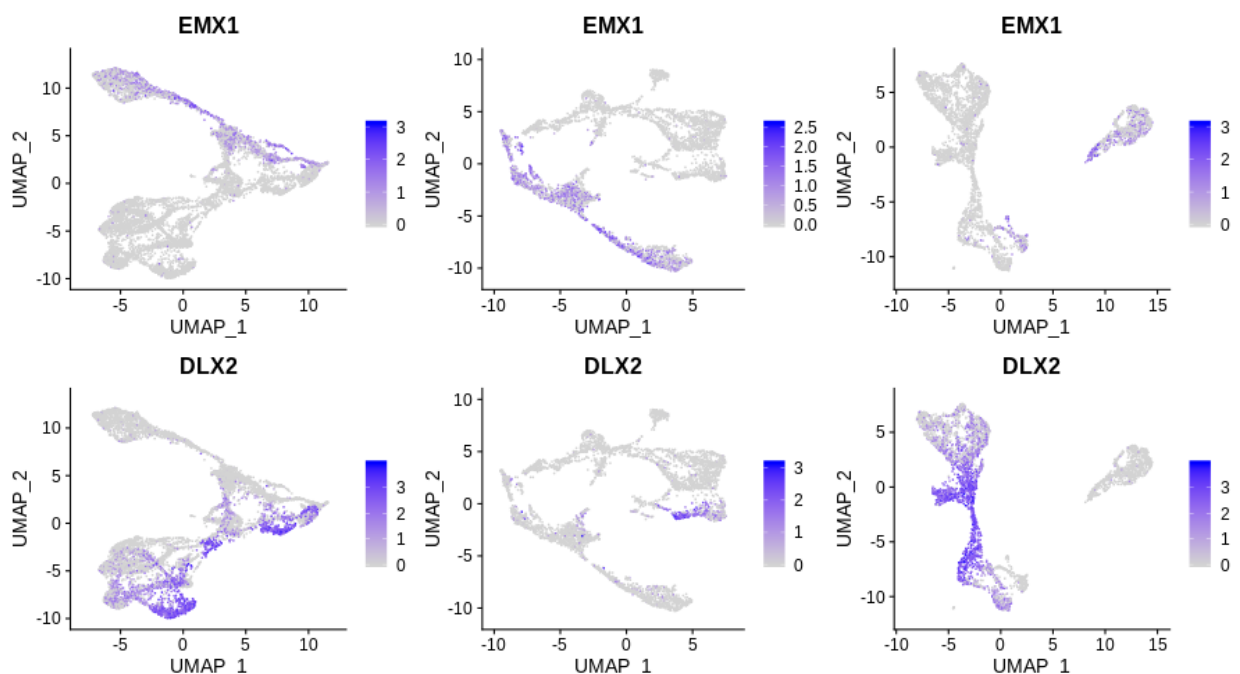 EMX1 EMX1 EMX1
10 5 0 -5 -10
UMAP_2
-5 0 5 10
UMAP_1
3 2 1 0
10 5 0 -5 -10
UMAP_2
-10 -5 0 5
UMAP_1
2.5 2.0 1.5 1.0 0.5 0.0
5 0 -5 -10
UMAP_2
-10 -5 0 5 10 15
UMAP_1
3 2 1 0
DLX2 DLX2 DLX2
10 5 0 -5 -10
UMAP_2
-5 0 5 10
UMAP_1
3 2 1 0
10 5 0 -5 -10
UMAP_2
-10 -5 0 5
UMAP_1
3 2 1 0
5 0 -5 -10
UMAP_2
-10 -5 0 5 10 15
UMAP_1
3 2 1 0